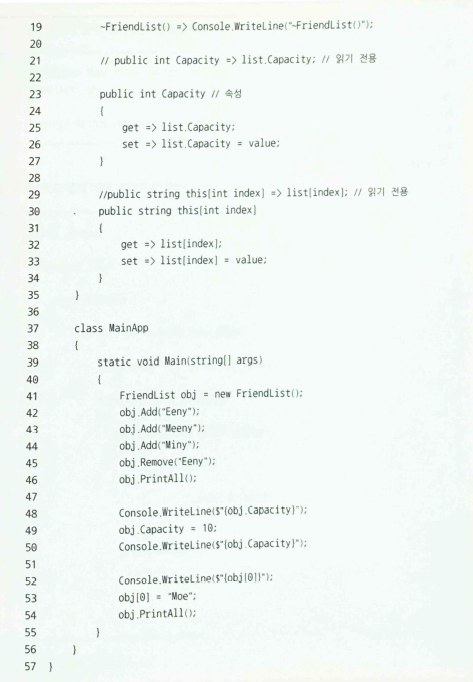 19 ~FriendList() => Console.WriteLine("~FriendList()");
20
21 // public int Capacity => list.Capacity; // 읽기 전용
22
23 public int Capacity // 속성
24 {
25 get => list.Capacity;
26 set => list.Capacity = value;
27 }
28
29 //public string this[int index] => list[index]; // 읽기 전용
30 public string this[int index]
31 {
32 get => list[index];
33 set => list[index] = value;
34 }
35 }
36
37 class MainApp
38 {
39 static void Main(string[] args)
40 {
41 FriendList obj = new FriendList();
42 obj.Add("Eeny");
43 obj.Add("Meeny");
44 obj.Add("Miny");
45 obj.Remove("Eeny");
46 obj.PrintAll();
47
48 Console.WriteLine($"{obj.Capacity}");
49 obj.Capacity = 10;
50 Console.WriteLine($"{obj.Capacity}");
51
52 Console.WriteLine($"{obj[0]}");
53 obj[0] = "Moe";
54 obj.PrintAll();
55 }
56 }
57 }